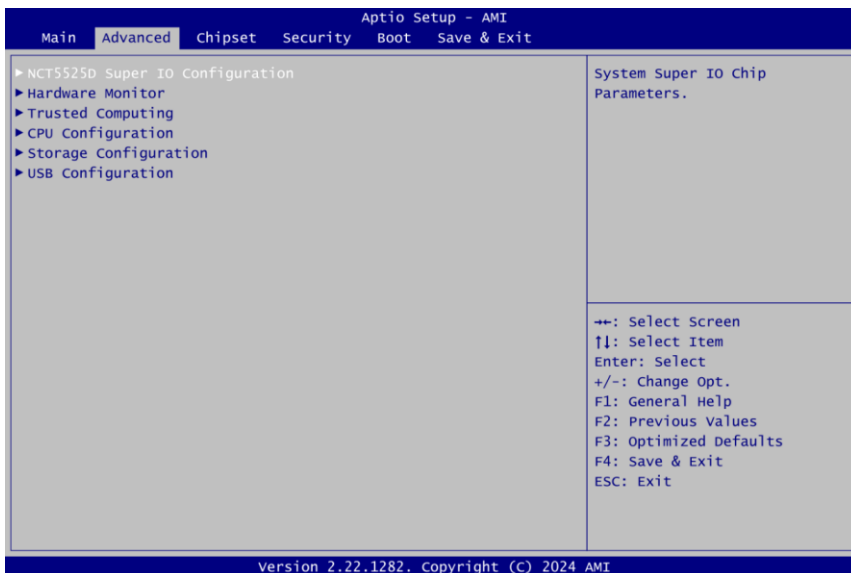 Aptio Setup - AMI
Main Advanced Chipset Security Boot Save & Exit
►NCT5525D Super IO Configuration
►Hardware Monitor
►Trusted Computing
►CPU Configuration
►Storage Configuration
►USB Configuration
System Super IO Chip
Parameters.
→←: Select Screen
↑↓: Select Item
Enter: Select
+/-: Change Opt.
F1: General Help
F2: Previous Values
F3: Optimized Defaults
F4: Save & Exit
ESC: Exit
Version 2.22.1282. Copyright (C) 2024 AMI